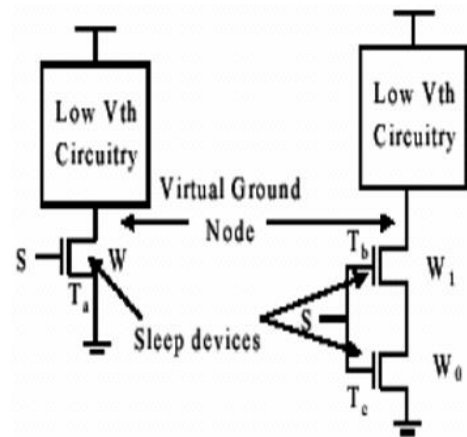 Low Vth
Circuitry
Low Vth
Circuitry
Virtual Ground
Node
S
W
Ta
Tb
W1
S
Sleep devices
W0
Tc